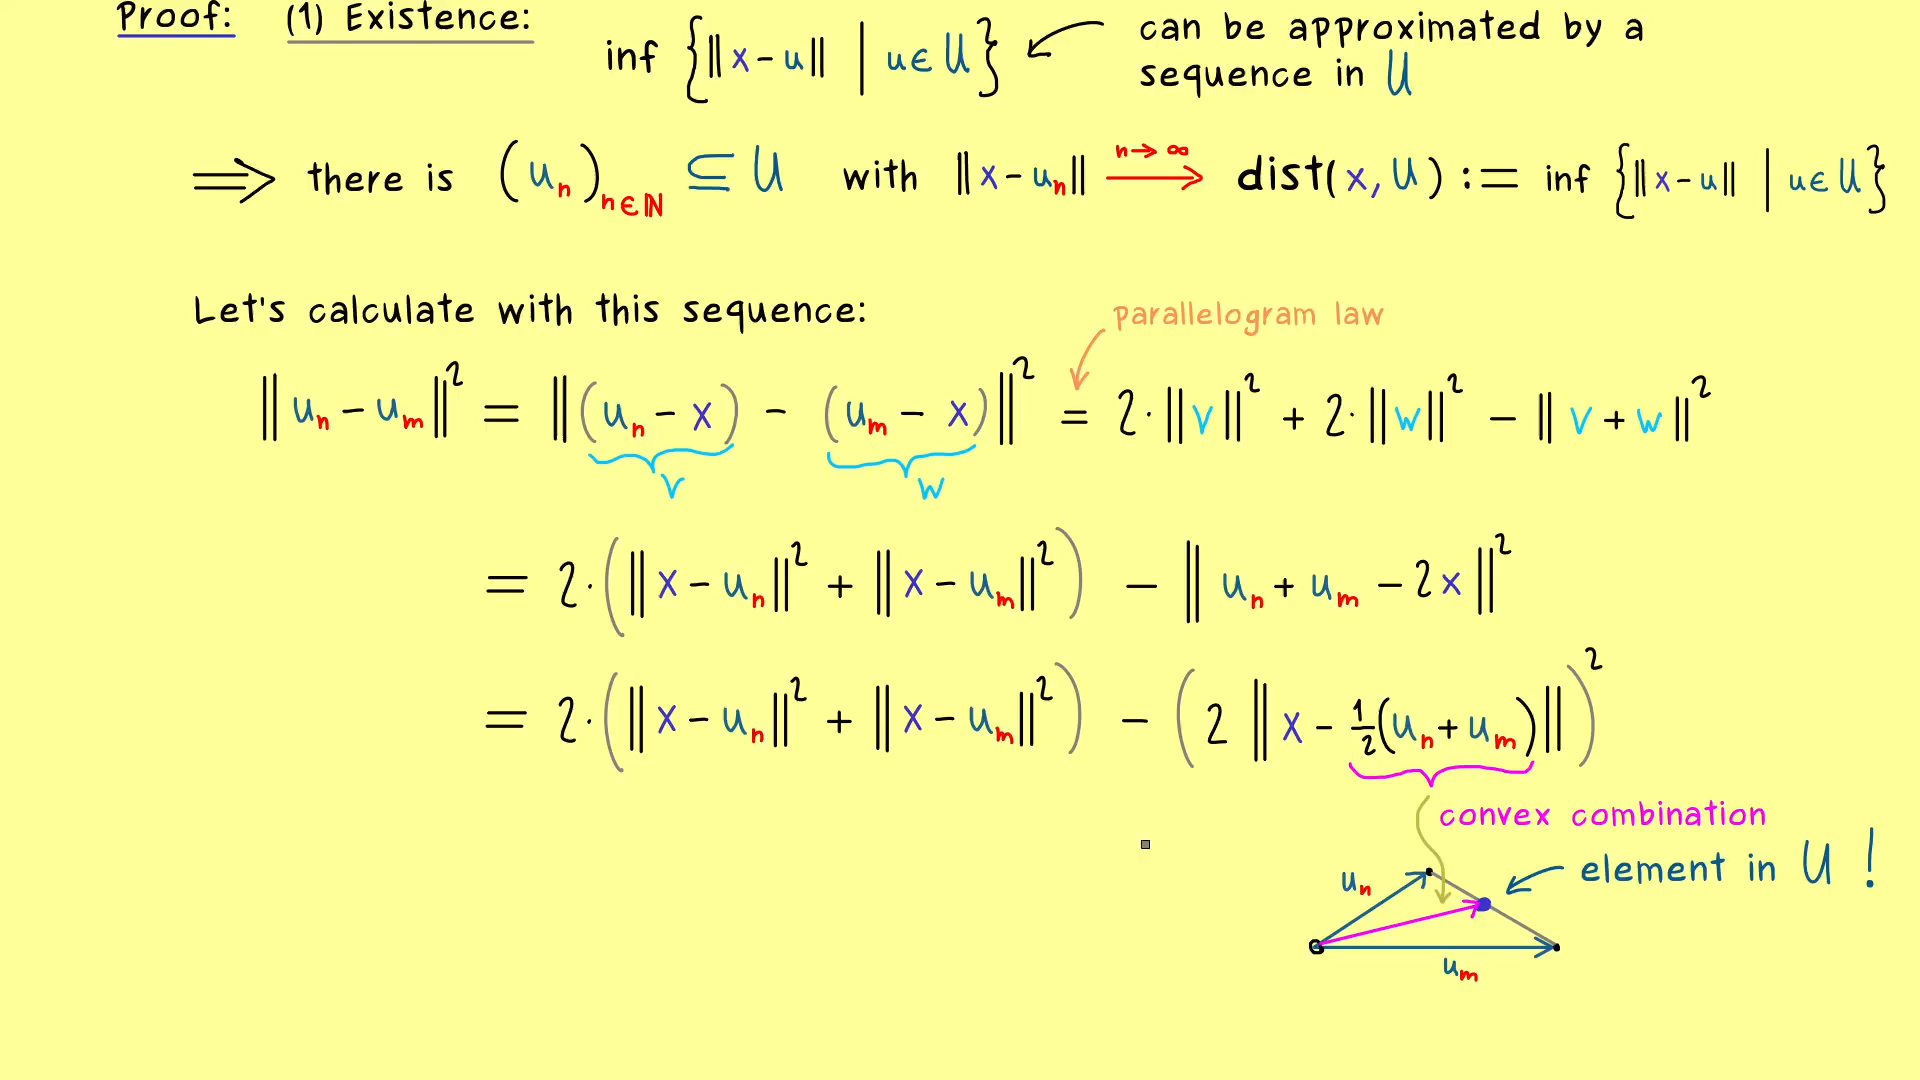 Proof: (1) Existence: inf {‖x - u‖ | u ∈ U} can be approximated by a
sequence in U
⟹ there is (uₙ)ₙ∈ℕ ⊆ U with ‖x - uₙ‖ n→∞ ⟶ dist(x, U) := inf {‖x - u‖ | u ∈ U}
Let's calculate with this sequence:
parallelogram law
‖uₙ - uₘ‖² = ‖(uₙ - x) - (uₘ - x)‖² = 2·‖v‖² + 2·‖w‖² - ‖v + w‖²
v w
= 2·(‖x - uₙ‖² + ‖x - uₘ‖²) - ‖uₙ + uₘ - 2x‖²
= 2·(‖x - uₙ‖² + ‖x - uₘ‖²) - (2 ‖x - ½(uₙ + uₘ)‖)²
convex combination
element in U !
uₙ
uₘ